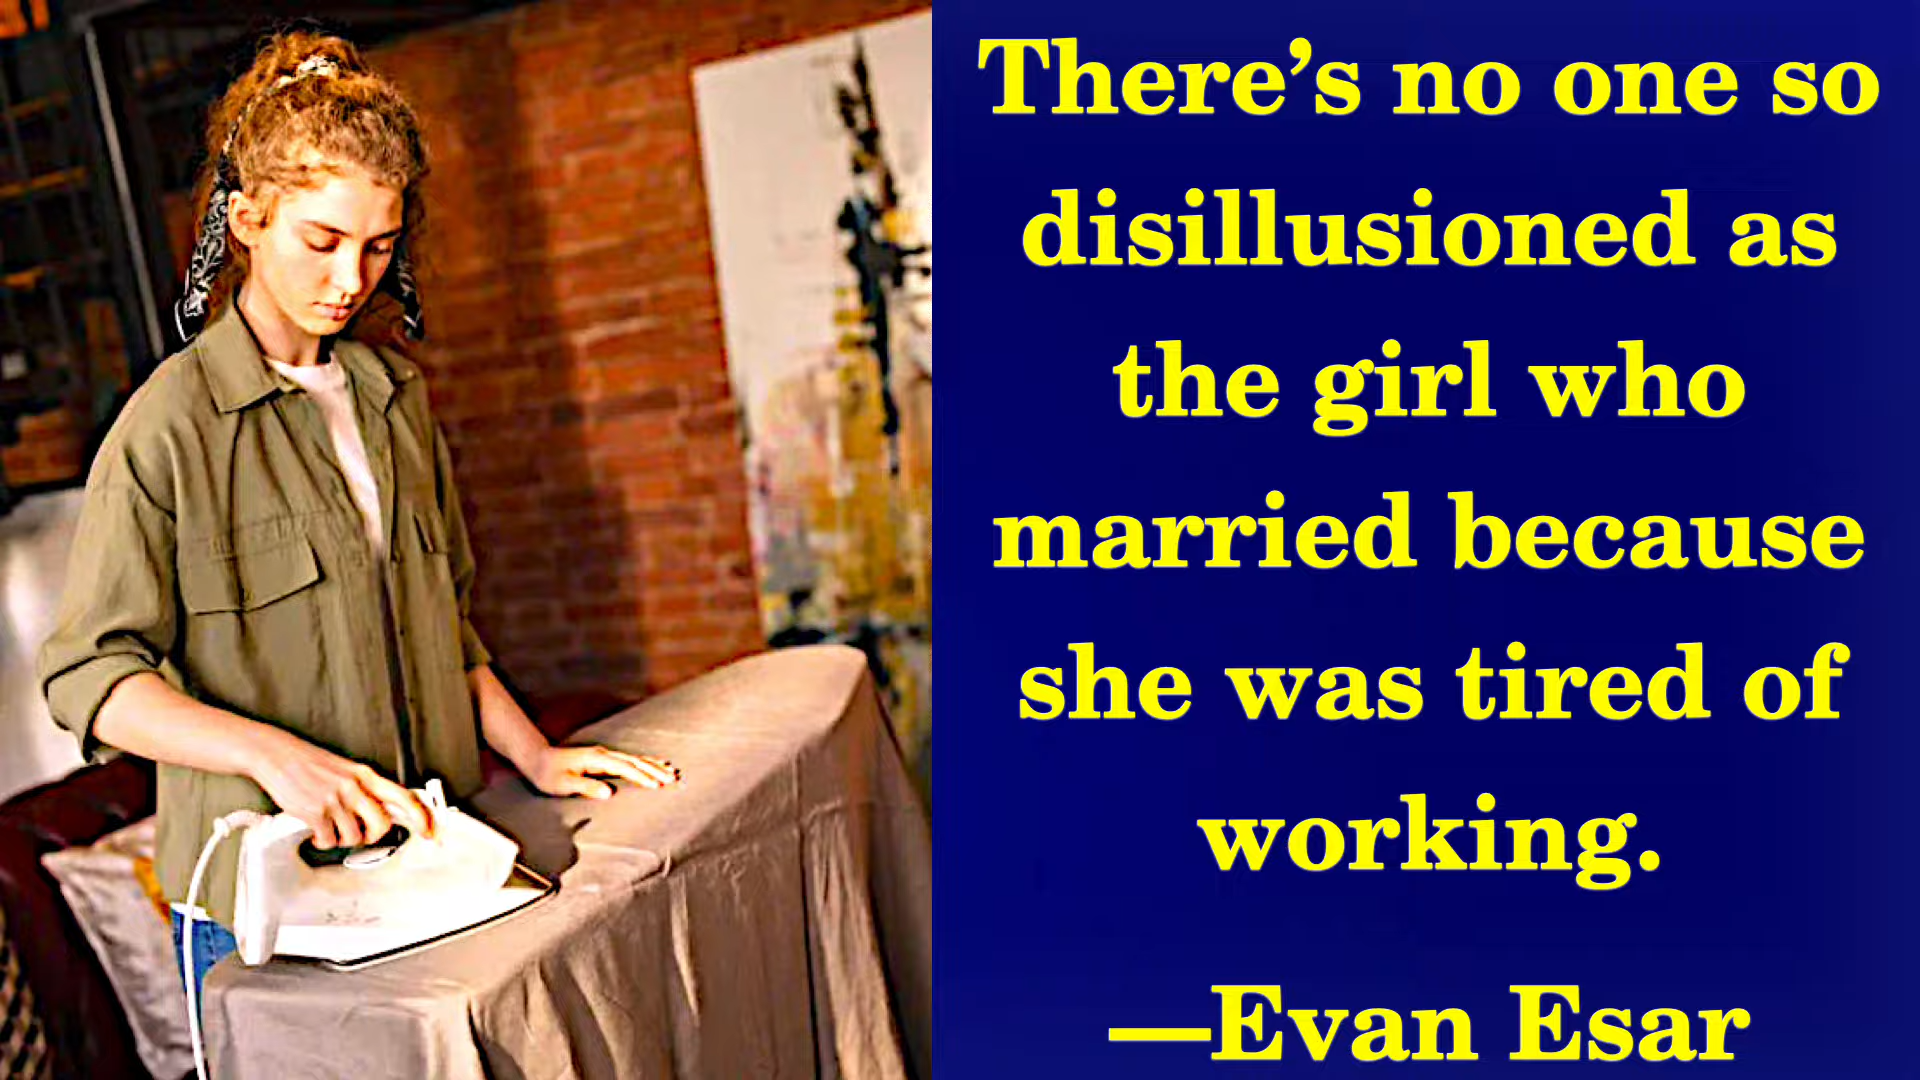 There’s no one so
disillusioned as
the girl who
married because
she was tired of
working.
—Evan Esar